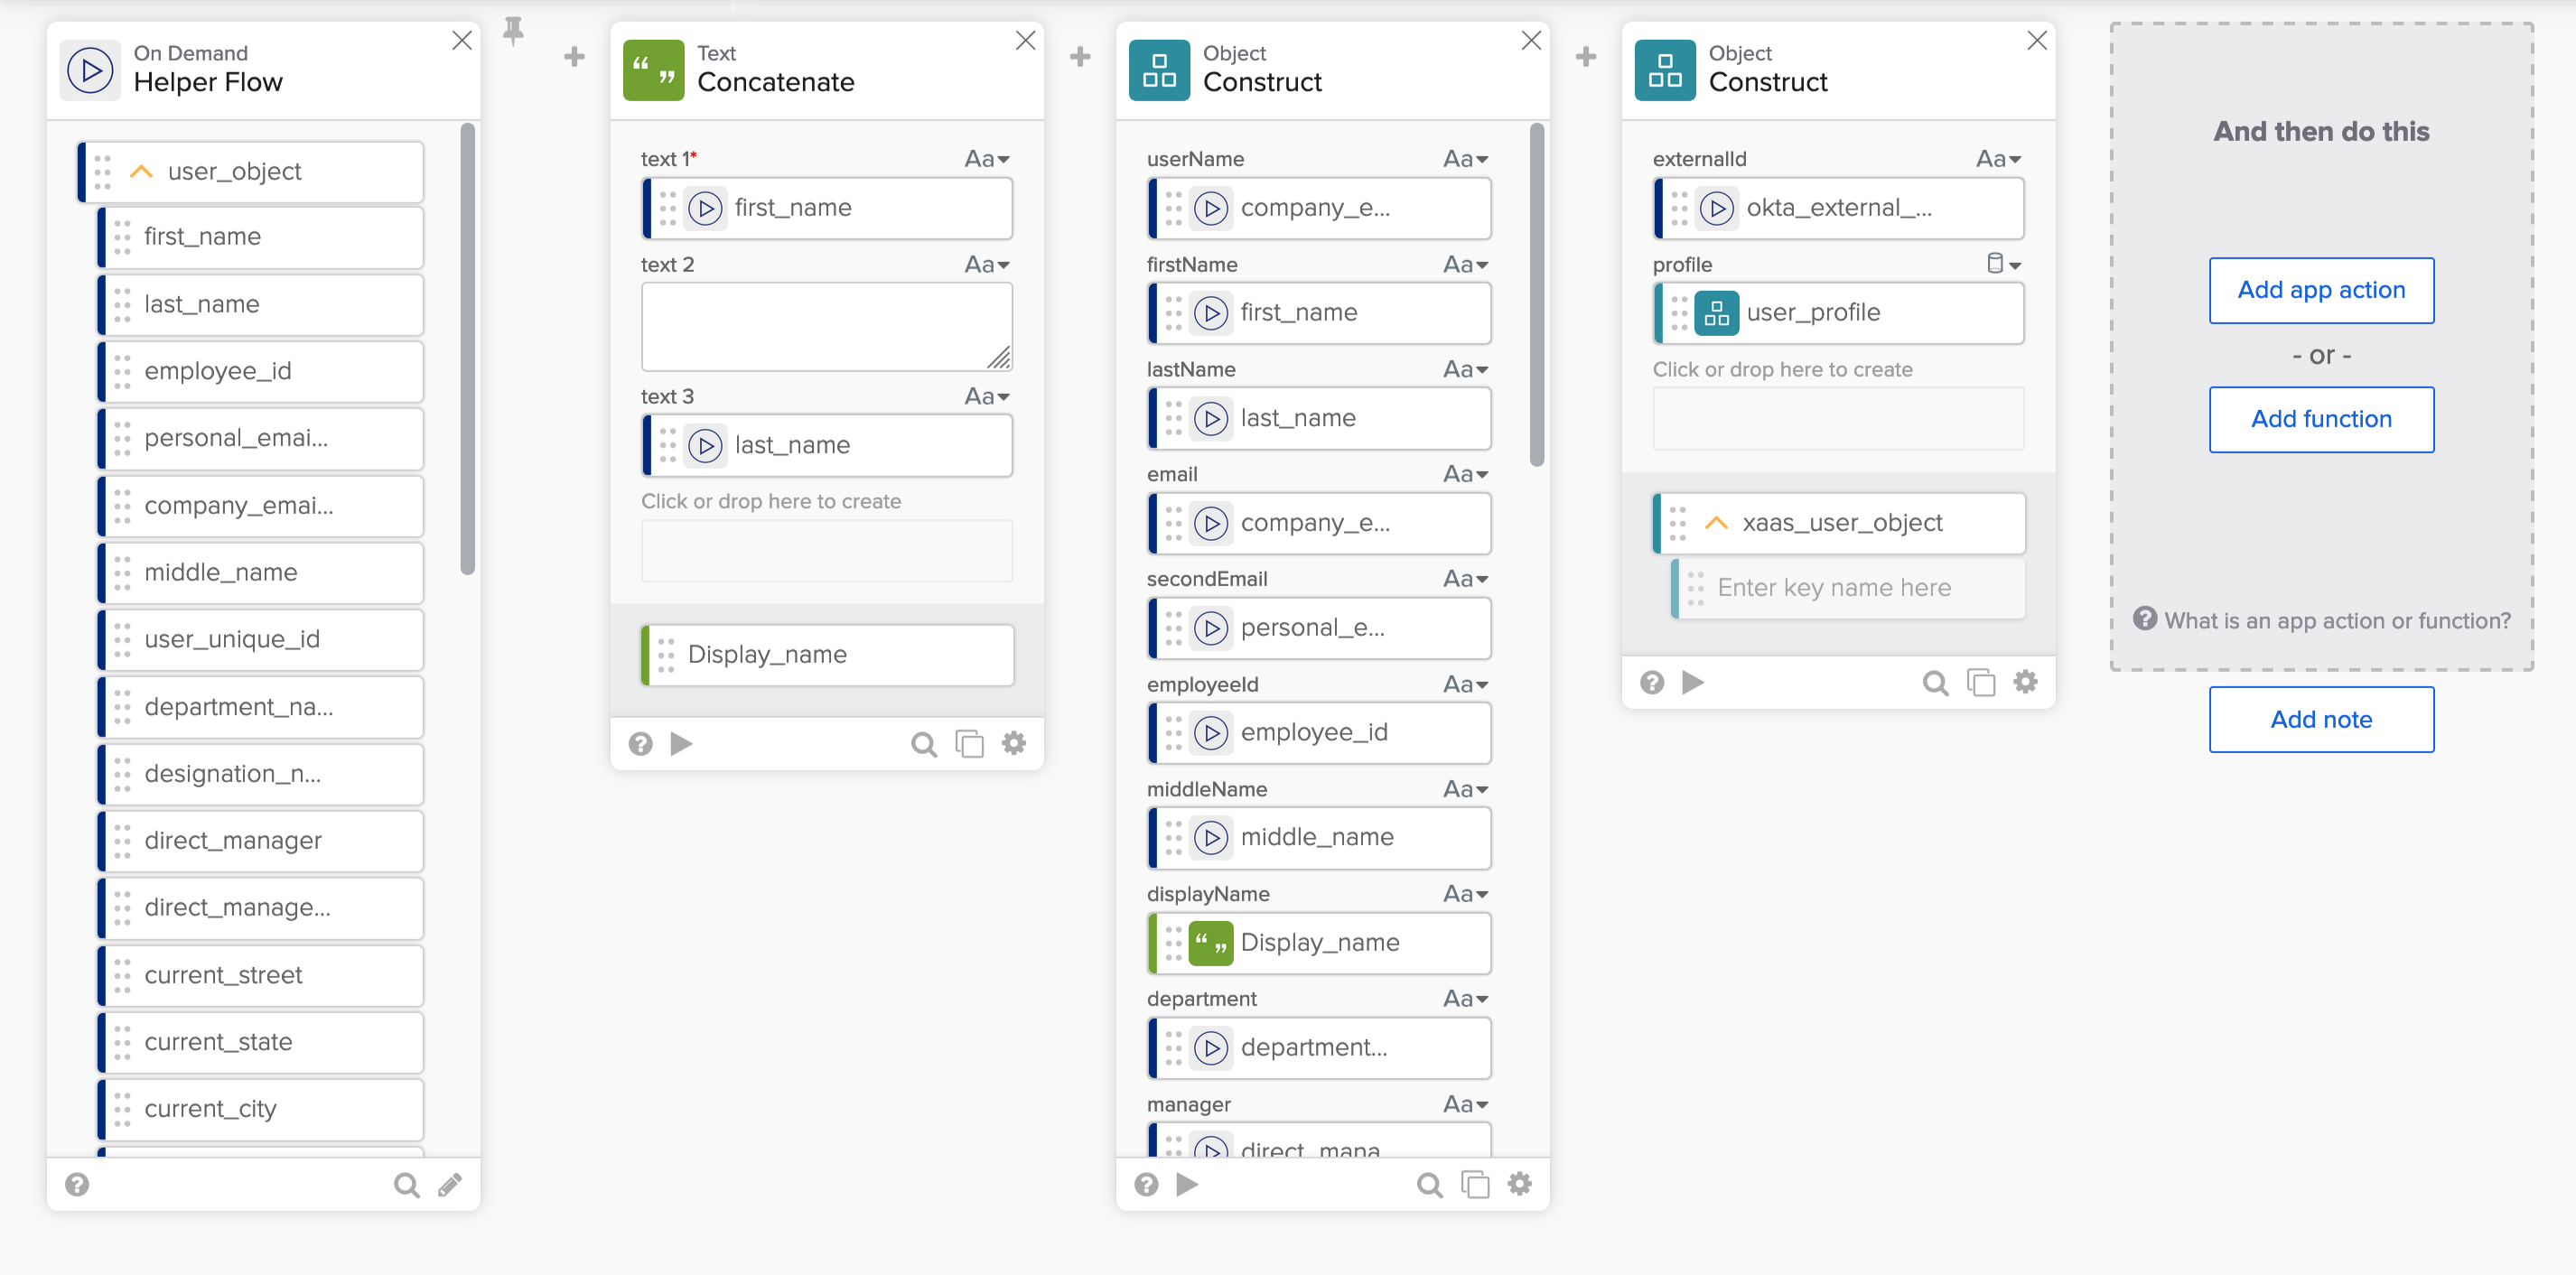 On Demand
Helper Flow
user_object
first_name
last_name
employee_id
personal_emai...
company_emai...
middle_name
user_unique_id
department_na...
designation_n...
direct_manager
direct_manage...
current_street
current_state
current_city
Text
Concatenate
text 1* Aa
first_name
text 2 Aa
text 3 Aa
last_name
Click or drop here to create
Display_name
Object
Construct
userName Aa
company_e...
firstName Aa
first_name
lastName Aa
last_name
email Aa
company_e...
secondEmail Aa
personal_e...
employeeId Aa
employee_id
middleName Aa
middle_name
displayName Aa
Display_name
department Aa
department...
manager Aa
direct_mana
Object
Construct
externalId Aa
okta_external_...
profile
user_profile
Click or drop here to create
xaas_user_object
Enter key name here
And then do this
Add app action
- or -
Add function
What is an app action or function?
Add note